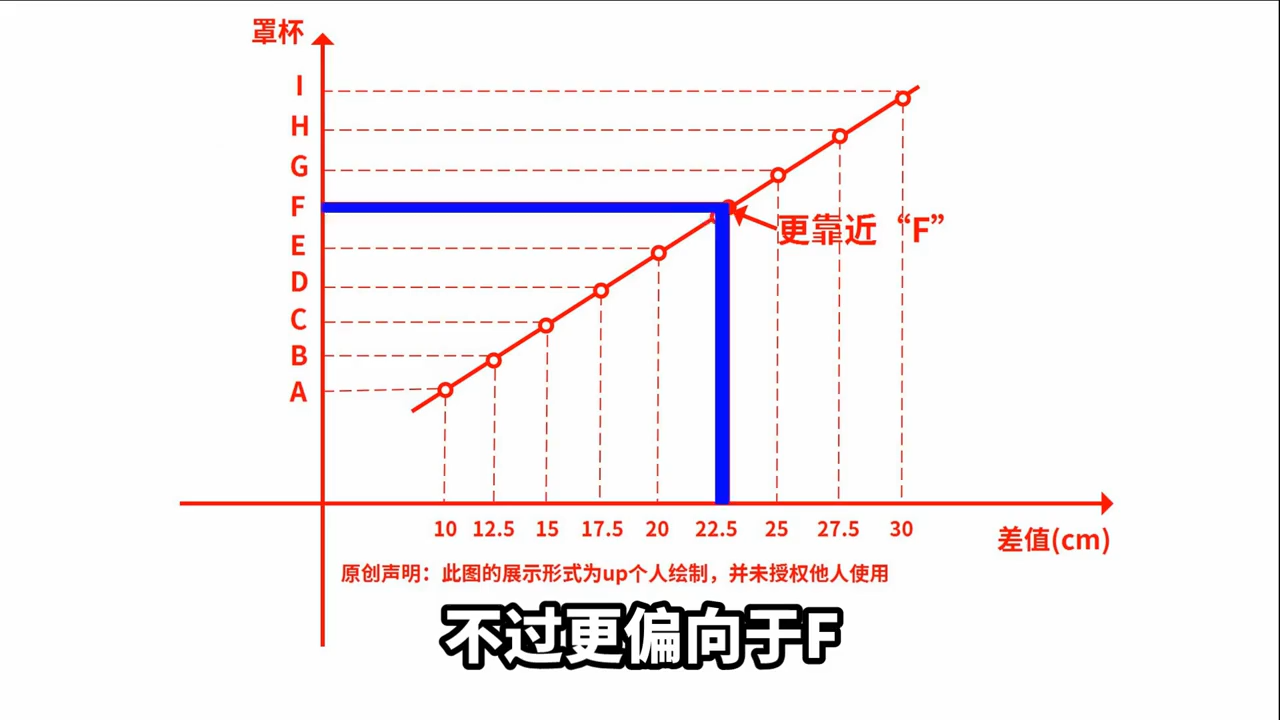 罩杯
I
H
G
F
E
D
C
B
A
更靠近“F”
10 12.5 15 17.5 20 22.5 25 27.5 30
差值(cm)
原创声明：此图的展示形式为up个人绘制，并未授权他人使用
不过更偏向于F